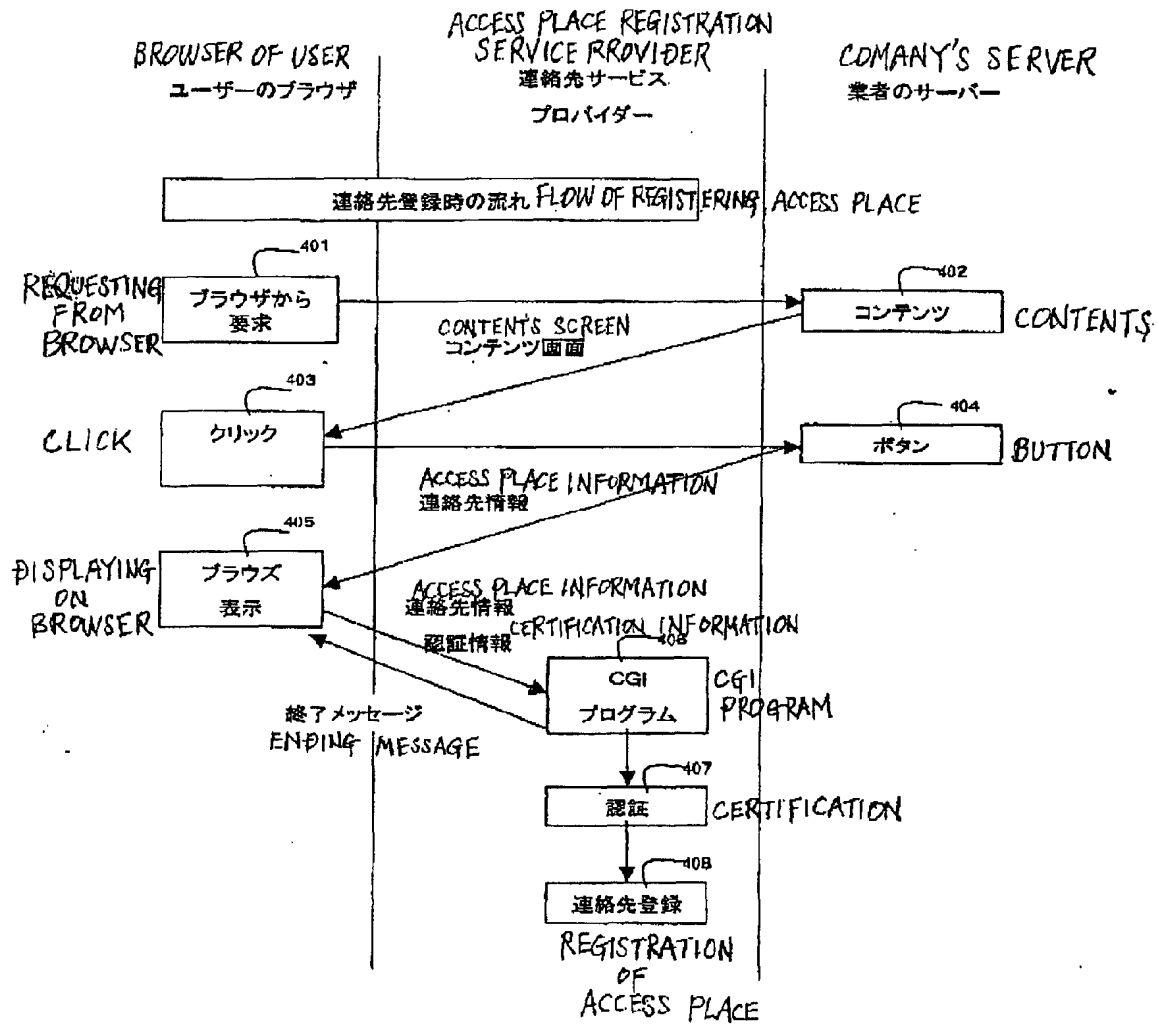 BROWSER OF USER
ユーザーのブラウザ
ACCESS PLACE REGISTRATION
SERVICE RROVIDER
連絡先サービス
プロバイダー
COMANY'S SERVER
業者のサーバー
連絡先登録時の流れ FLOW OF REGISTERING ACCESS PLACE
401
REQUESTING
FROM
BROWSER
ブラウザから
要求
402
コンテンツ
CONTENTS
CONTENTS SCREEN
コンテンツ画面
403
CLICK
クリック
404
ボタン
BUTTON
ACCESS PLACE INFORMATION
連絡先情報
405
DISPLAYING
ON
BROWSER
ブラウズ
表示
ACCESS PLACE INFORMATION
連絡先情報
CERTIFICATION INFORMATION
認証情報
406
CGI
プログラム
CGI
PROGRAM
終了メッセージ
ENDING MESSAGE
407
認証
CERTIFICATION
408
連絡先登録
REGISTRATION
OF
ACCESS PLACE